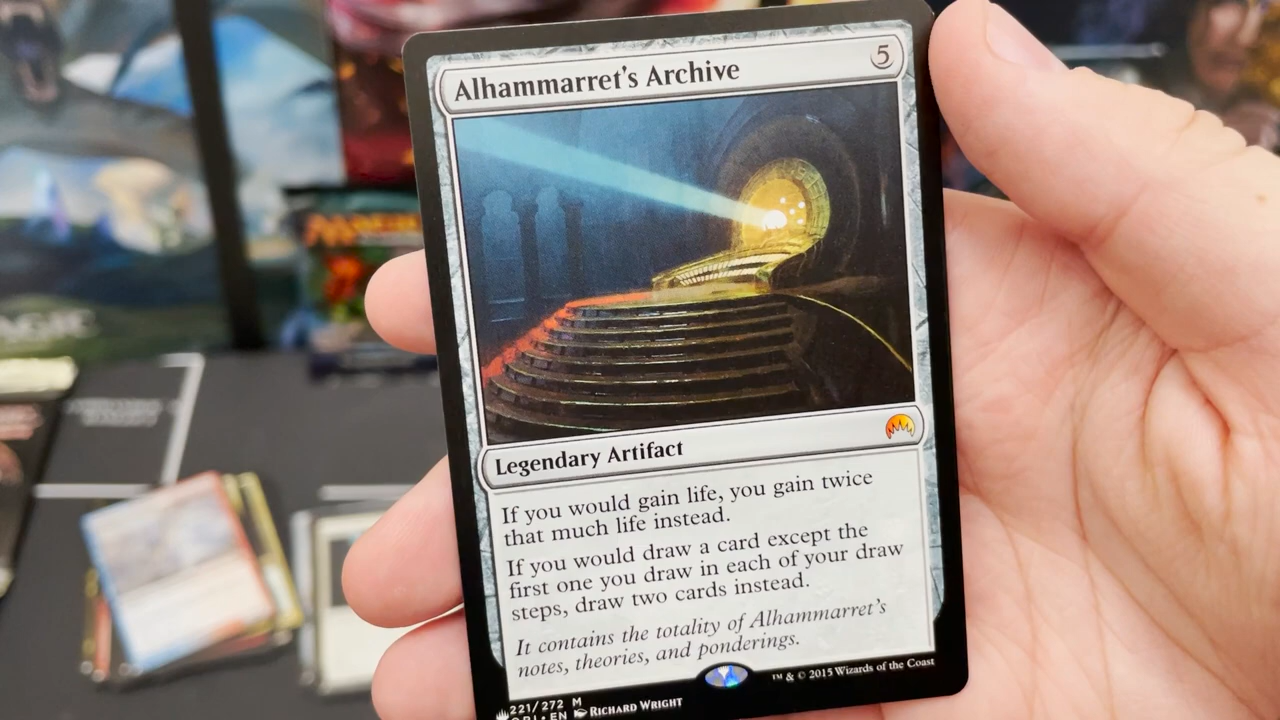 Alhammarret's Archive
5
Legendary Artifact
If you would gain life, you gain twice
that much life instead.
If you would draw a card except the
first one you draw in each of your draw
steps, draw two cards instead.
It contains the totality of Alhammarret's
notes, theories, and ponderings.
™ & © 2015 Wizards of the Coast
221/272 M
ORI • EN RICHARD WRIGHT